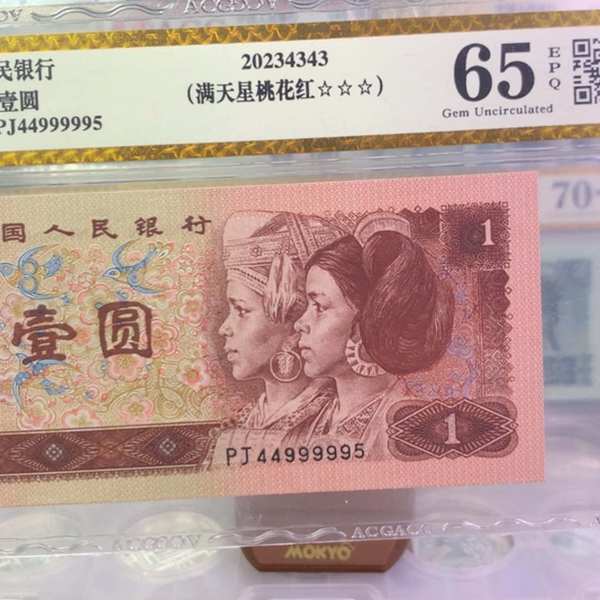 民银行
壹圆
PJ44999995
20234343
(满天星桃花红☆☆☆)
65
EPQ
Gem Uncirculated
70
国人民银行
壹圆
1
1
PJ44999995
ACGACC
MOKYO